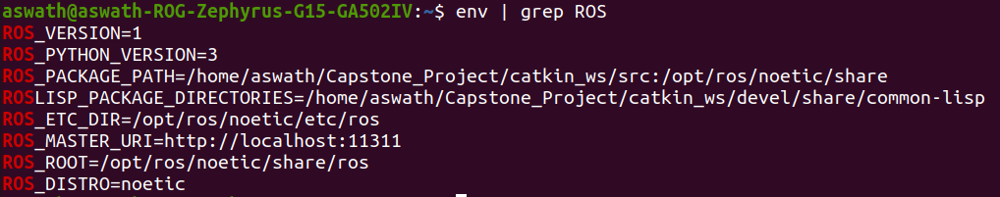 aswath@aswath-ROG-Zephyrus-G15-GA502IV:~$ env | grep ROS
ROS_VERSION=1
ROS_PYTHON_VERSION=3
ROS_PACKAGE_PATH=/home/aswath/Capstone_Project/catkin_ws/src:/opt/ros/noetic/share
ROSLISP_PACKAGE_DIRECTORIES=/home/aswath/Capstone_Project/catkin_ws/devel/share/common-lisp
ROS_ETC_DIR=/opt/ros/noetic/etc/ros
ROS_MASTER_URI=http://localhost:11311
ROS_ROOT=/opt/ros/noetic/share/ros
ROS_DISTRO=noetic